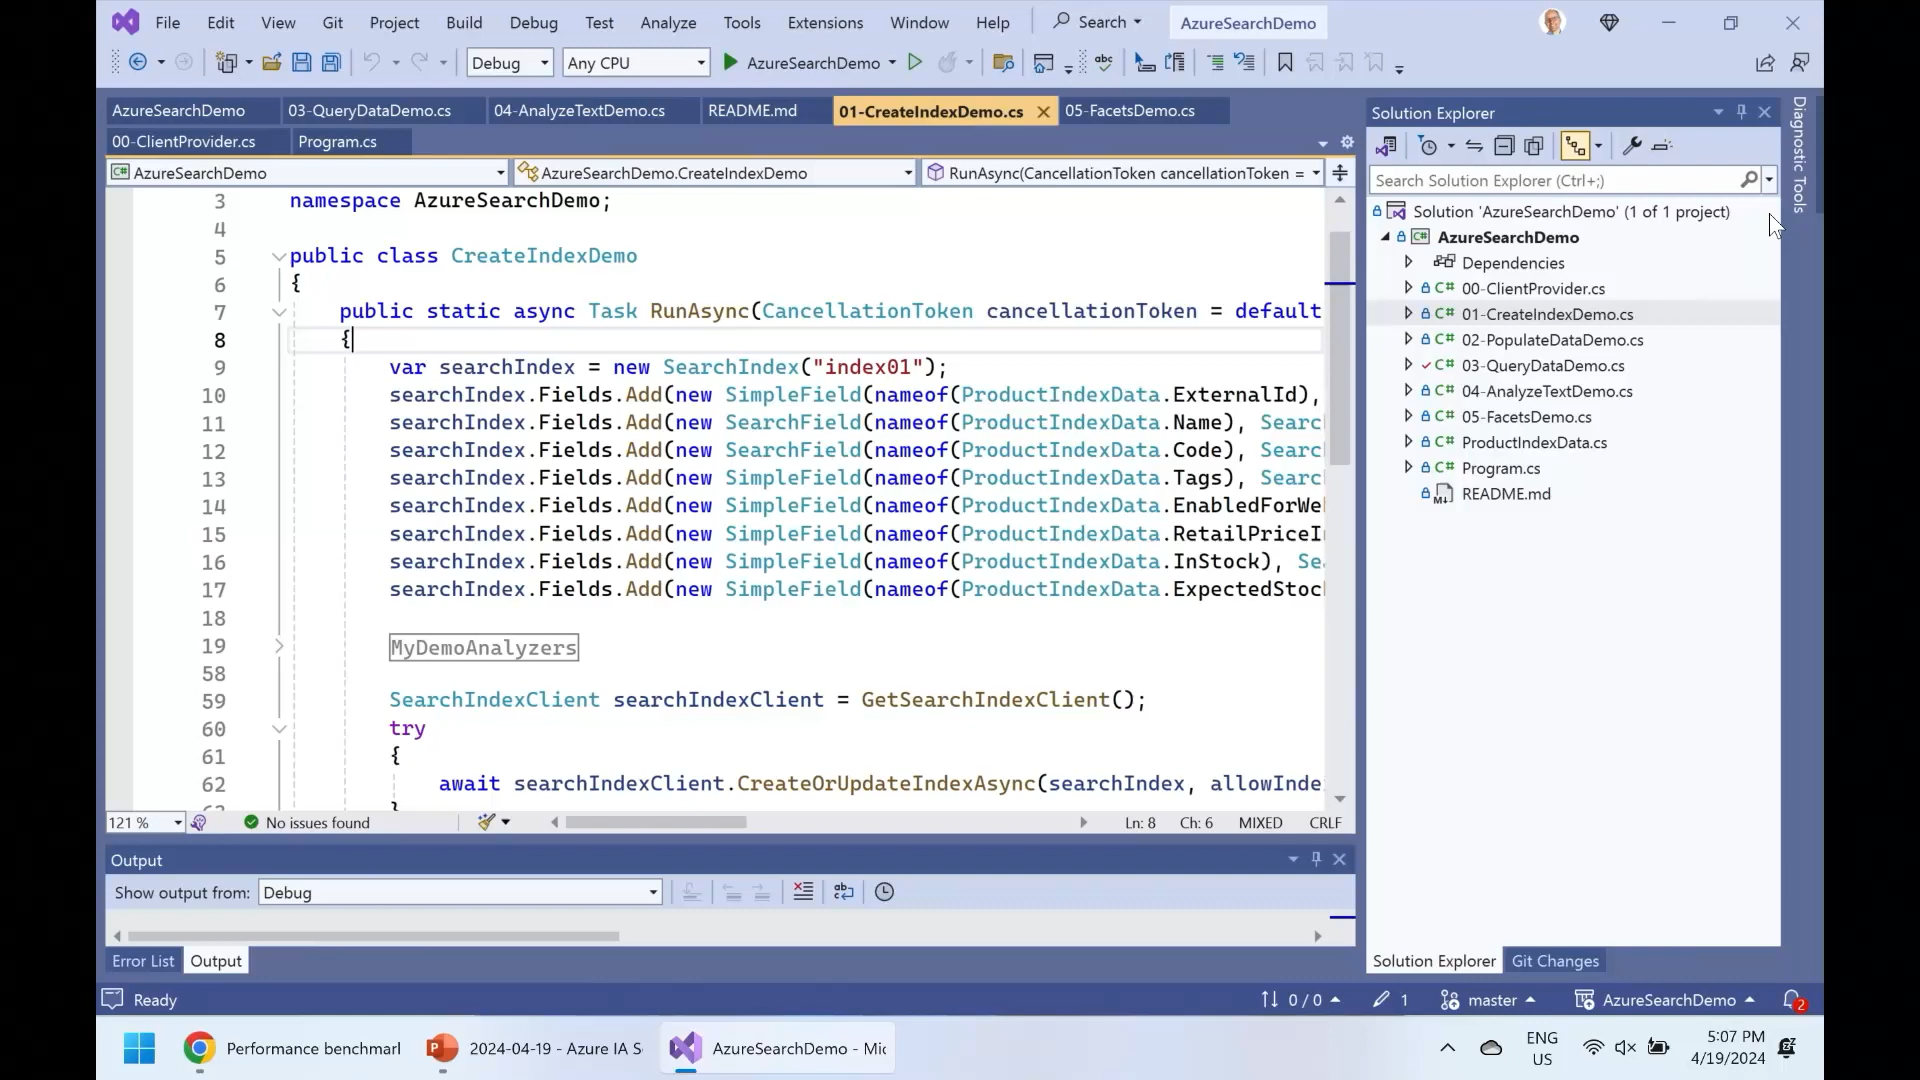 File Edit View Git Project Build Debug Test Analyze Tools Extensions Window Help Search AzureSearchDemo
Debug Any CPU AzureSearchDemo
AzureSearchDemo 03-QueryDataDemo.cs 04-AnalyzeTextDemo.cs README.md 01-CreateIndexDemo.cs 05-FacetsDemo.cs
00-ClientProvider.cs Program.cs
AzureSearchDemo AzureSearchDemo.CreateIndexDemo RunAsync(CancellationToken cancellationToken =
3 namespace AzureSearchDemo;
4
5 public class CreateIndexDemo
6 {
7 public static async Task RunAsync(CancellationToken cancellationToken = default
8 {
9 var searchIndex = new SearchIndex("index01");
10 searchIndex.Fields.Add(new SimpleField(nameof(ProductIndexData.ExternalId),
11 searchIndex.Fields.Add(new SearchField(nameof(ProductIndexData.Name), Searc
12 searchIndex.Fields.Add(new SearchField(nameof(ProductIndexData.Code), Searc
13 searchIndex.Fields.Add(new SimpleField(nameof(ProductIndexData.Tags), Searc
14 searchIndex.Fields.Add(new SimpleField(nameof(ProductIndexData.EnabledForWe
15 searchIndex.Fields.Add(new SimpleField(nameof(ProductIndexData.RetailPriceI
16 searchIndex.Fields.Add(new SimpleField(nameof(ProductIndexData.InStock), Se
17 searchIndex.Fields.Add(new SimpleField(nameof(ProductIndexData.ExpectedStoc
18
19 MyDemoAnalyzers
58
59 SearchIndexClient searchIndexClient = GetSearchIndexClient();
60 try
61 {
62 await searchIndexClient.CreateOrUpdateIndexAsync(searchIndex, allowInde
}
121 % No issues found Ln: 8 Ch: 6 MIXED CRLF
Output
Show output from: Debug
Error List Output
Solution Explorer
Search Solution Explorer (Ctrl+;)
Solution 'AzureSearchDemo' (1 of 1 project)
AzureSearchDemo
Dependencies
C# 00-ClientProvider.cs
C# 01-CreateIndexDemo.cs
C# 02-PopulateDataDemo.cs
C# 03-QueryDataDemo.cs
C# 04-AnalyzeTextDemo.cs
C# 05-FacetsDemo.cs
C# ProductIndexData.cs
C# Program.cs
README.md
Solution Explorer Git Changes
Diagnostic Tools
Ready 0 / 0 1 master AzureSearchDemo 2
Performance benchmarl 2024-04-19 - Azure IA S AzureSearchDemo - Mic ENG
US 5:07 PM
4/19/2024